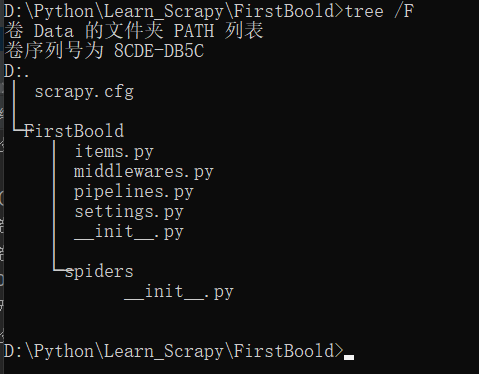 D:\Python\Learn_Scrapy\FirstBoold>tree /F
卷 Data 的文件夹 PATH 列表
卷序列号为 8CDE-DB5C
D:.
│  scrapy.cfg
│
└─FirstBoold
    │  items.py
    │  middlewares.py
    │  pipelines.py
    │  settings.py
    │  __init__.py
    │
    └─spiders
            __init__.py
D:\Python\Learn_Scrapy\FirstBoold>